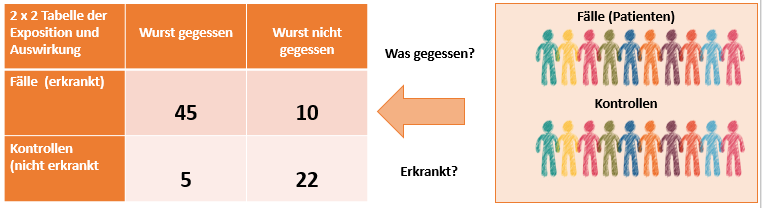 2 x 2 Tabelle der
Exposition und
Auswirkung
Wurst gegessen
Wurst nicht
gegessen
Fälle  (erkrankt)
45
10
Kontrollen
(nicht erkrankt
5
22
Was gegessen?
Erkrankt?
Fälle (Patienten)
Kontrollen